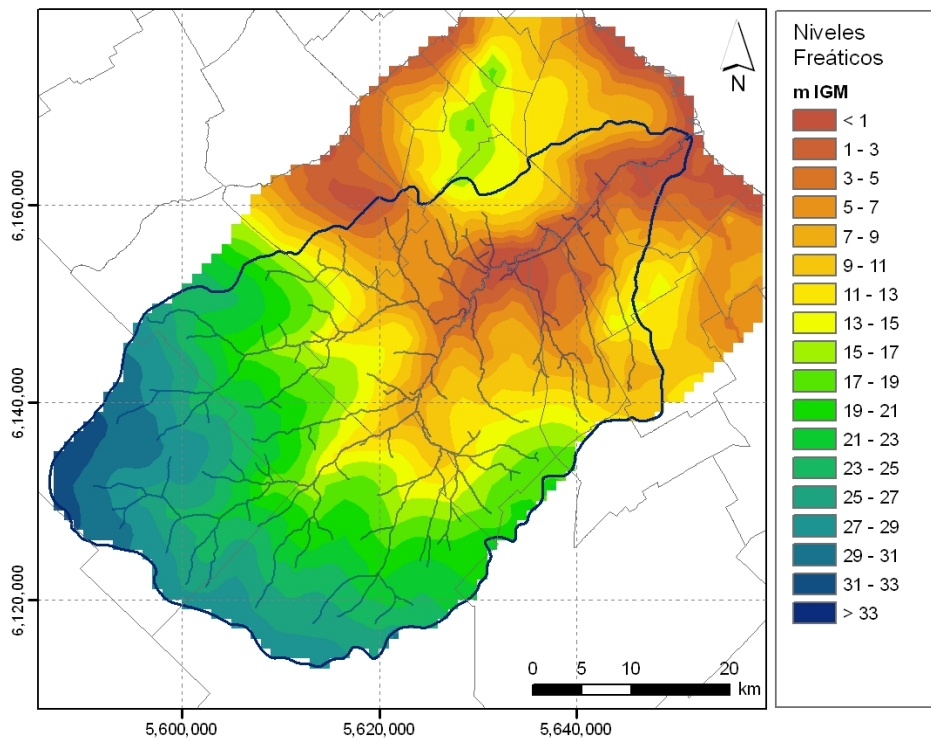 N
6,160,000
6,140,000
6,120,000
5,600,000
5,620,000
5,640,000
0 5 10 20
km
Niveles
Freáticos
m IGM
< 1
1 - 3
3 - 5
5 - 7
7 - 9
9 - 11
11 - 13
13 - 15
15 - 17
17 - 19
19 - 21
21 - 23
23 - 25
25 - 27
27 - 29
29 - 31
31 - 33
> 33